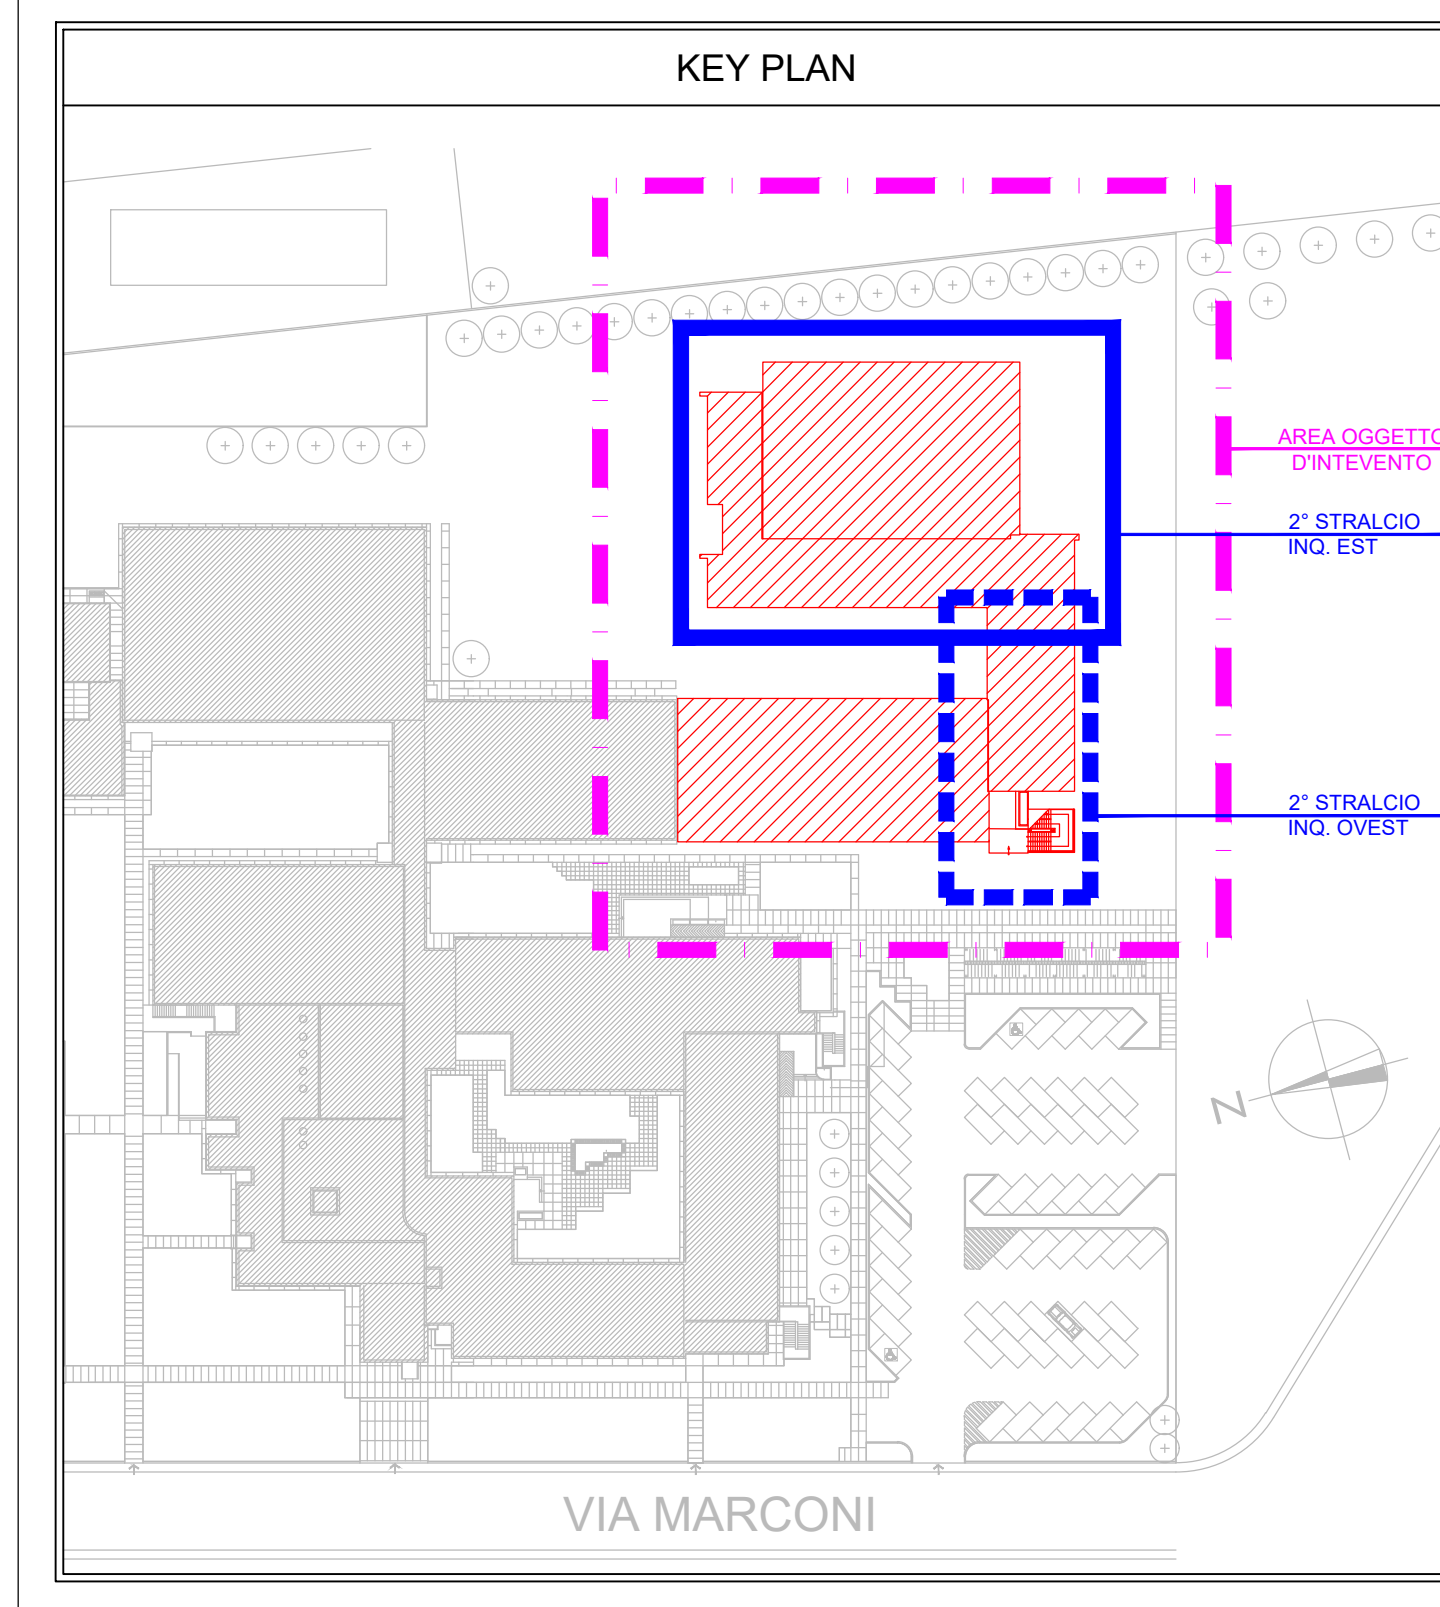 KEY PLAN
AREA OGGETTO
D'INTEVENTO
2° STRALCIO
INQ. EST
2° STRALCIO
INQ. OVEST
N
VIA MARCONI